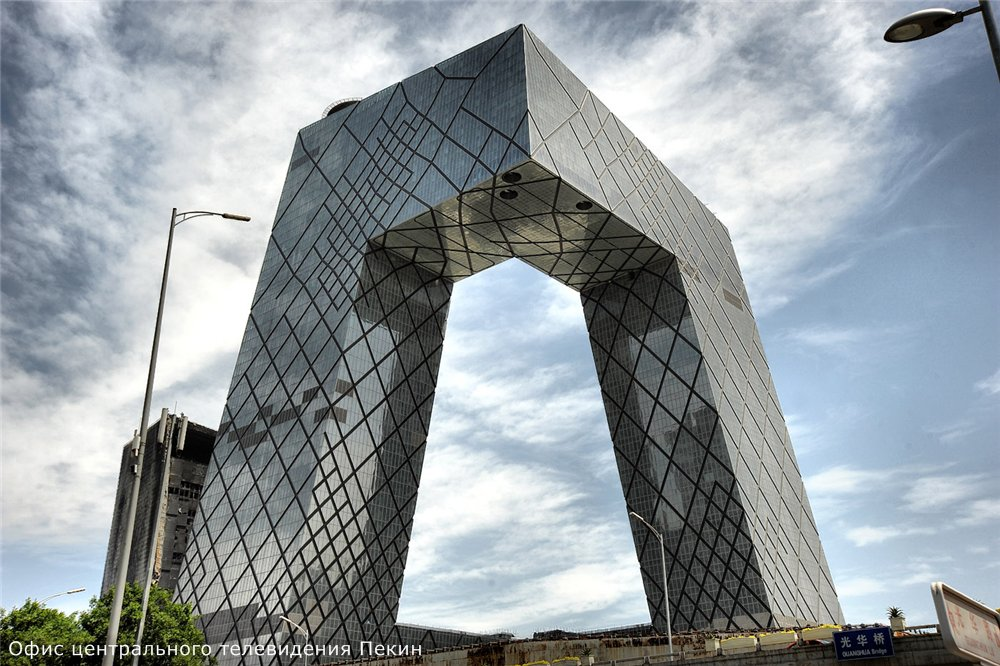 光华桥
GUANGHUA Bridge
Офис центрального телевидения Пекин